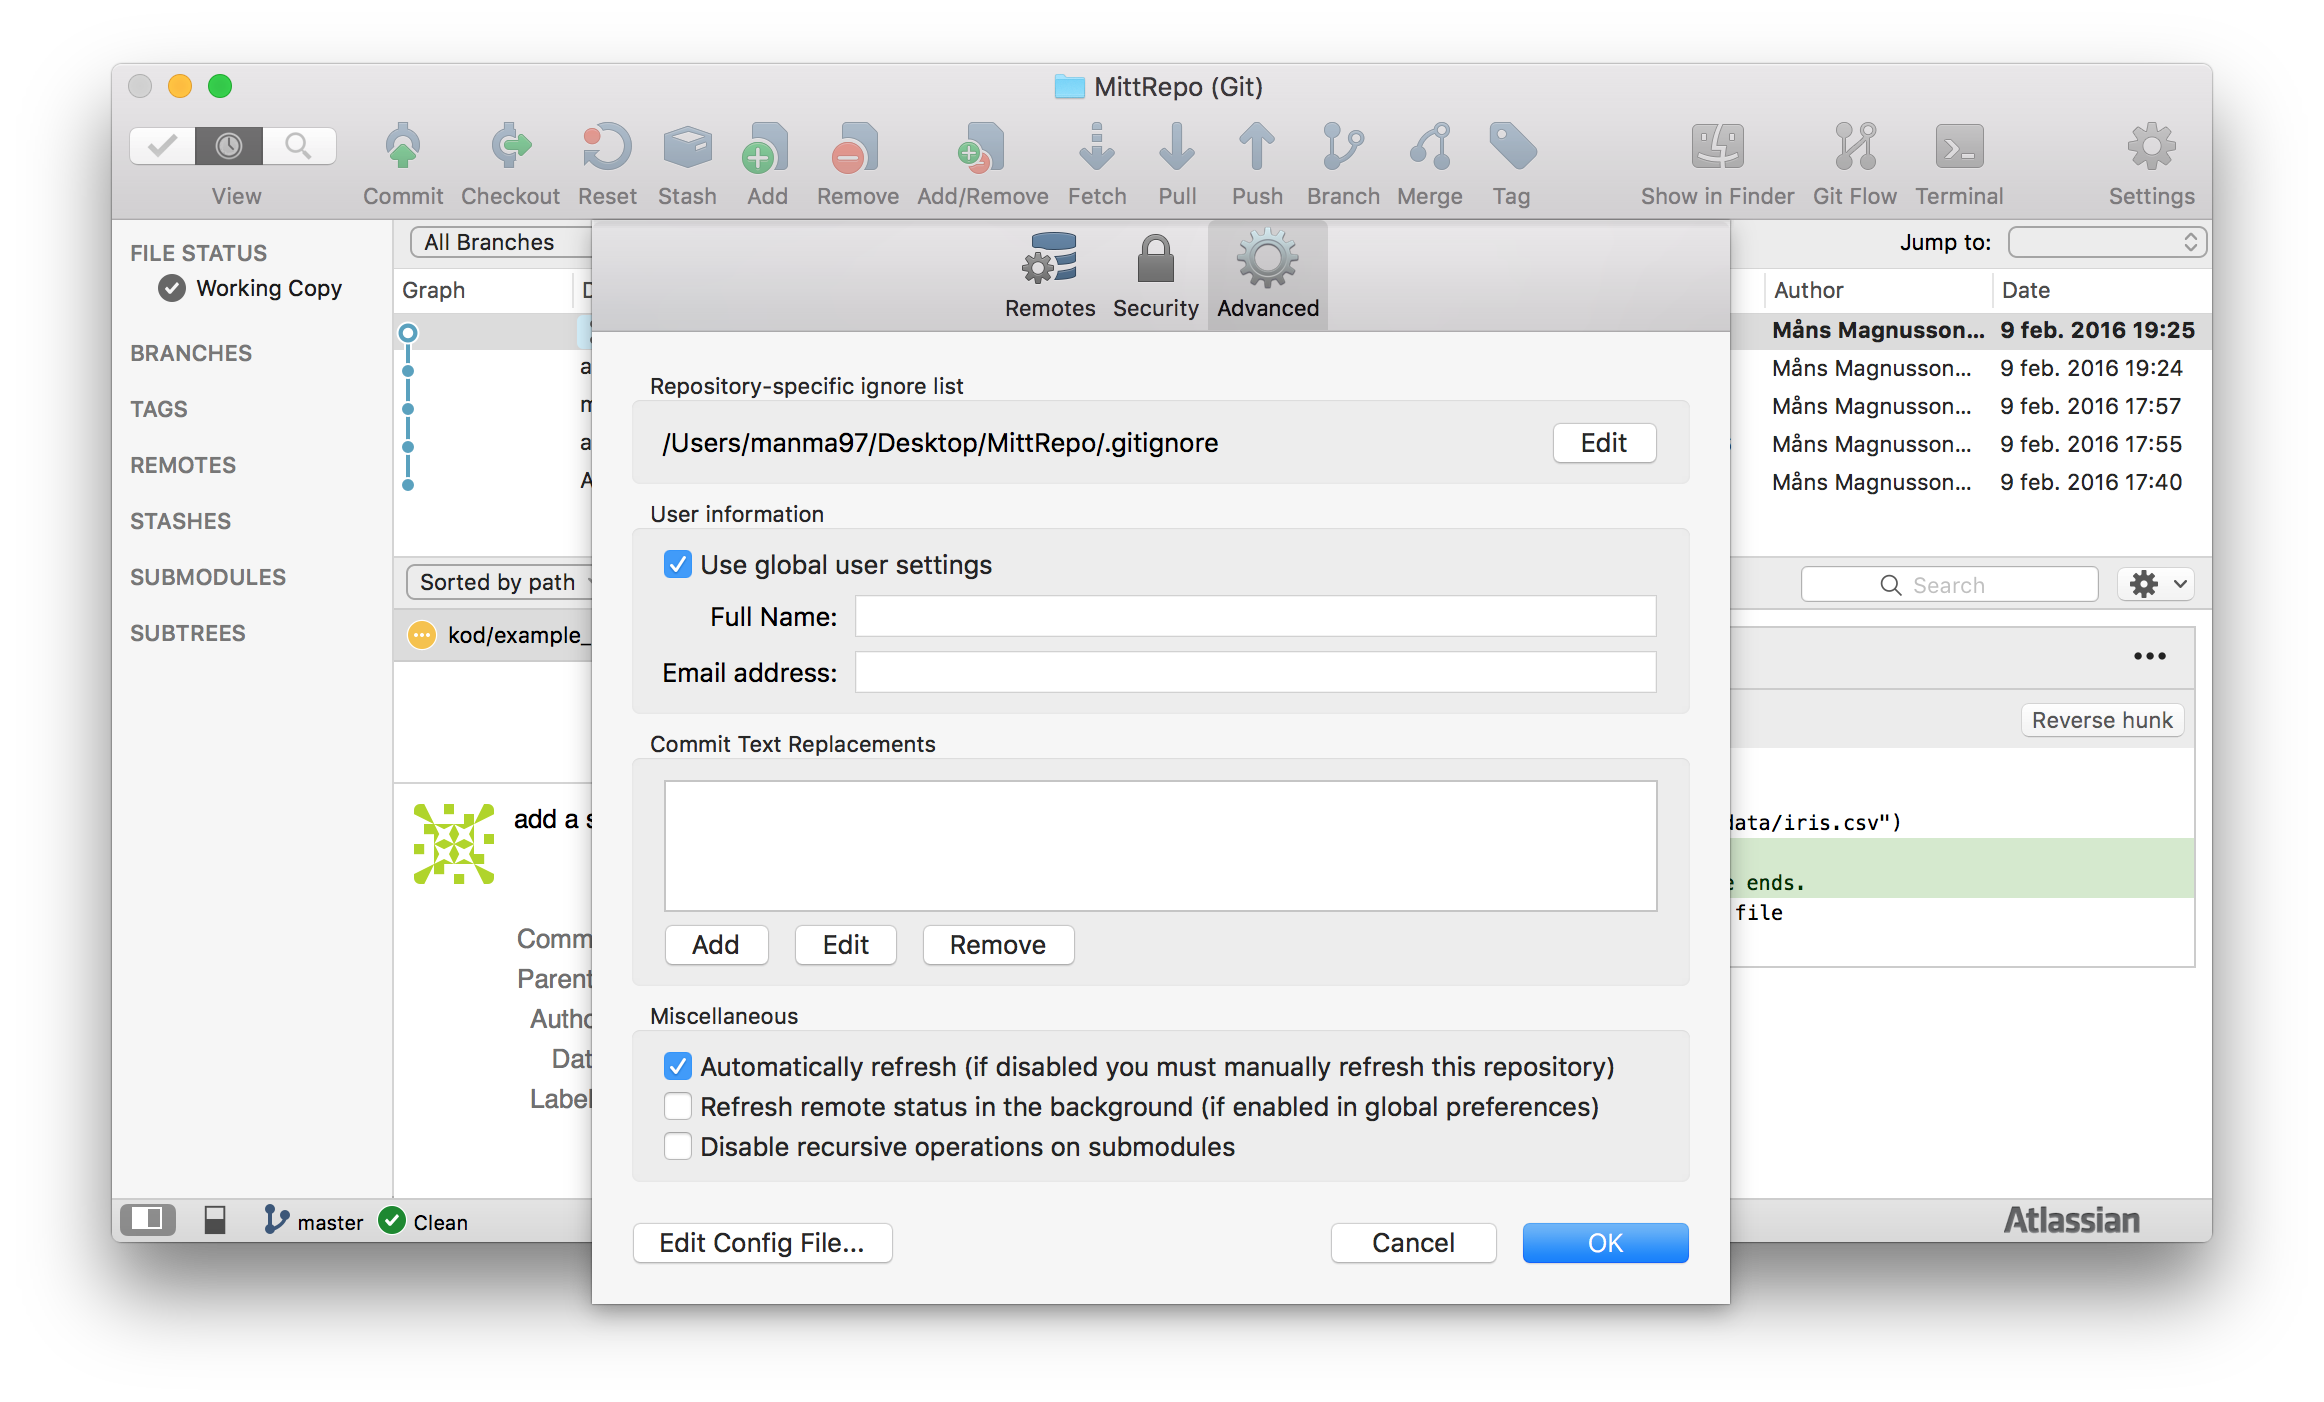 MittRepo (Git)
View
Commit
Checkout
Reset
Stash
Add
Remove
Add/Remove
Fetch
Pull
Push
Branch
Merge
Tag
Show in Finder
Git Flow
Terminal
Settings
FILE STATUS
Working Copy
BRANCHES
TAGS
REMOTES
STASHES
SUBMODULES
SUBTREES
All Branches
Jump to:
Graph
Author
Date
Måns Magnusson... 9 feb. 2016 19:25
Måns Magnusson... 9 feb. 2016 19:24
Måns Magnusson... 9 feb. 2016 17:57
Måns Magnusson... 9 feb. 2016 17:55
Måns Magnusson... 9 feb. 2016 17:40
Sorted by path
Search
kod/example_
Reverse hunk
data/iris.csv")
ends.
file
add a s
Comm
Parent
Autho
Dat
Label
Remotes
Security
Advanced
Repository-specific ignore list
/Users/manma97/Desktop/MittRepo/.gitignore
Edit
User information
Use global user settings
Full Name:
Email address:
Commit Text Replacements
Add
Edit
Remove
Miscellaneous
Automatically refresh (if disabled you must manually refresh this repository)
Refresh remote status in the background (if enabled in global preferences)
Disable recursive operations on submodules
Edit Config File...
Cancel
OK
master
Clean
Atlassian